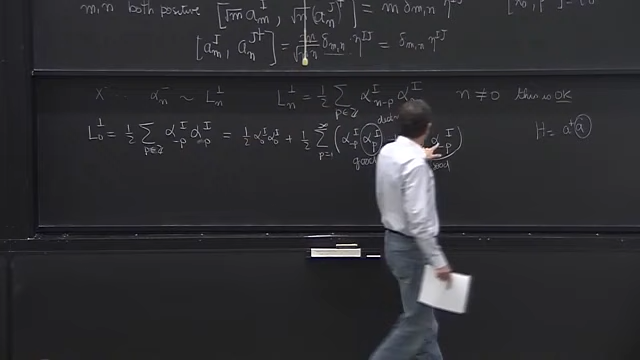 m,n both positive [√m a_m^I, √n (a_n^J)^†] = m δ_{m,n} η^{IJ}
[a_m^I, a_n^{J†}] = m/√mn δ_{m,n} η^{IJ} = δ_{m,n} η^{IJ}
X^- ... α_n^- ~ L_n^⊥ L_n^⊥ = 1/2 Σ_{p∈ℤ} α_{n-p}^I α_p^I n ≠ 0 this is OK
L_0^⊥ = 1/2 Σ_{p∈ℤ} α_{-p}^I α_p^I = 1/2 α_0^I α_0^I + 1/2 Σ_{p=1}^∞ (α_{-p}^I α_p^I α_{-p}^I) H = a^† a
good good